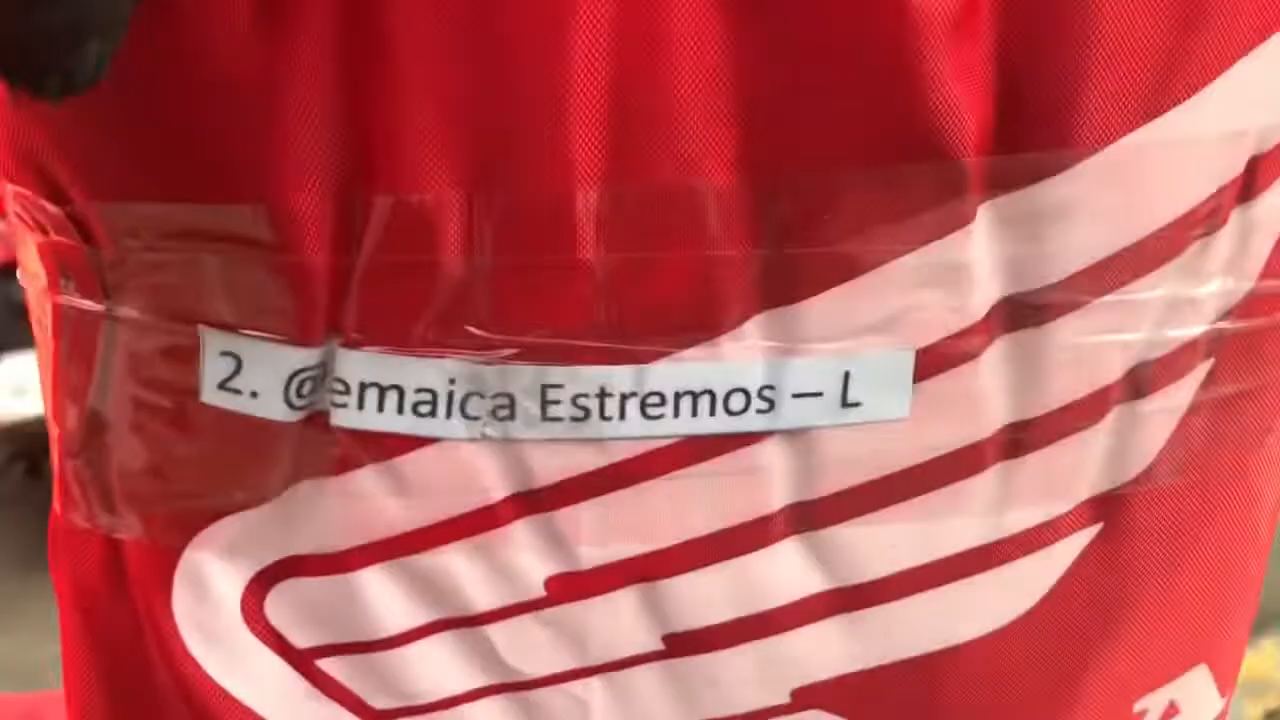 2. @emaica Estremos – L